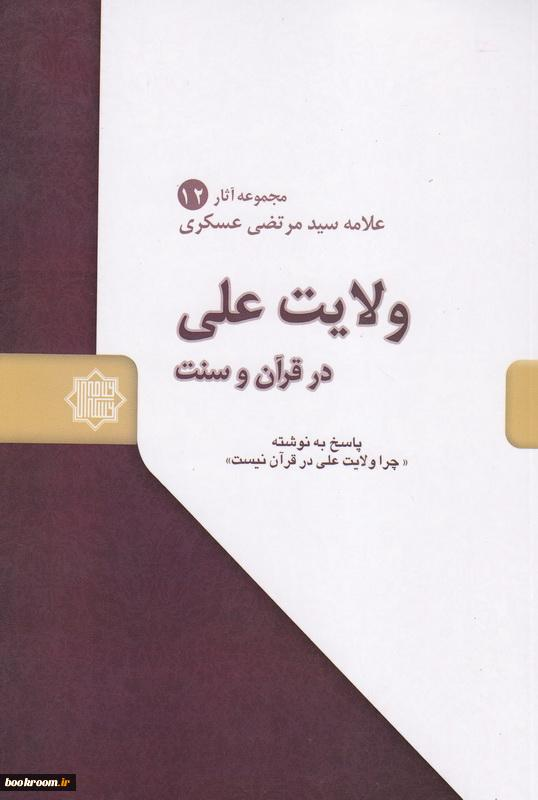 مجموعه آثار ۱۲
علامه سید مرتضی عسکری
ولایت علی
در قرآن و سنت
پاسخ به نوشته
«چرا ولایت علی در قرآن نیست»
bookroom.ir